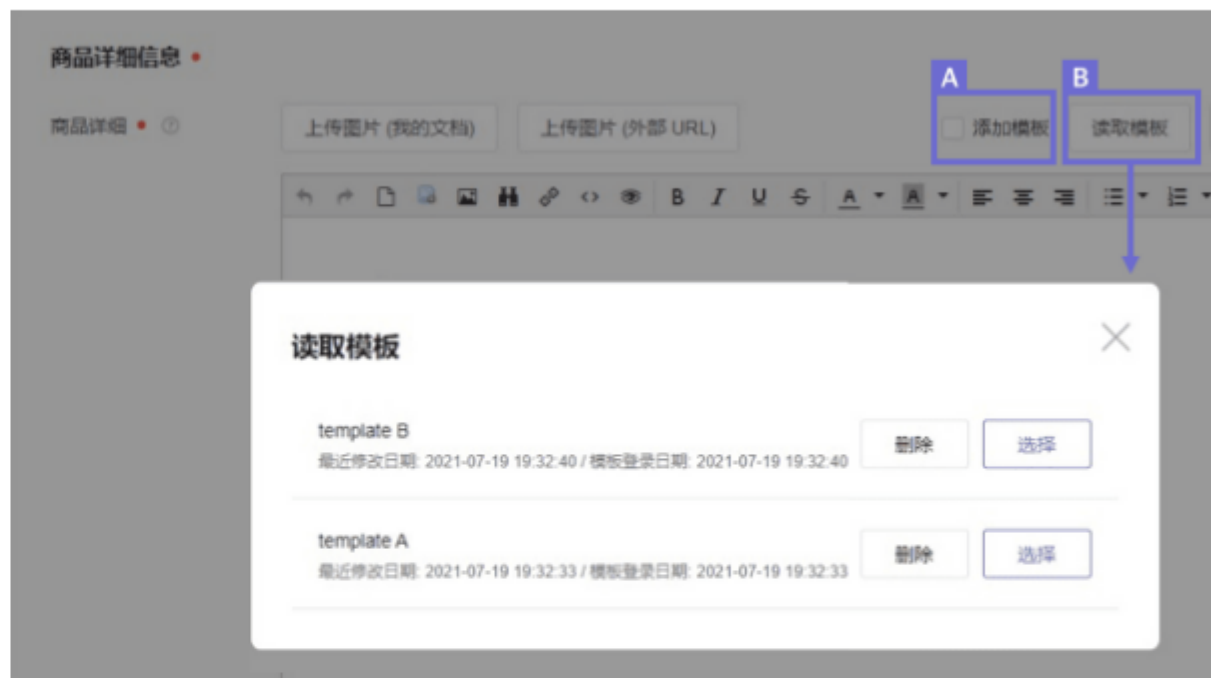 商品详细信息
A
B
商品详细
上传图片 (我的文档)
上传图片 (外部 URL)
添加模板
读取模板
读取模板
template B
删除
选择
最近修改日期: 2021-07-19 19:32:40 / 模板登录日期: 2021-07-19 19:32:40
template A
删除
选择
最近修改日期: 2021-07-19 19:32:33 / 模板登录日期: 2021-07-19 19:32:33